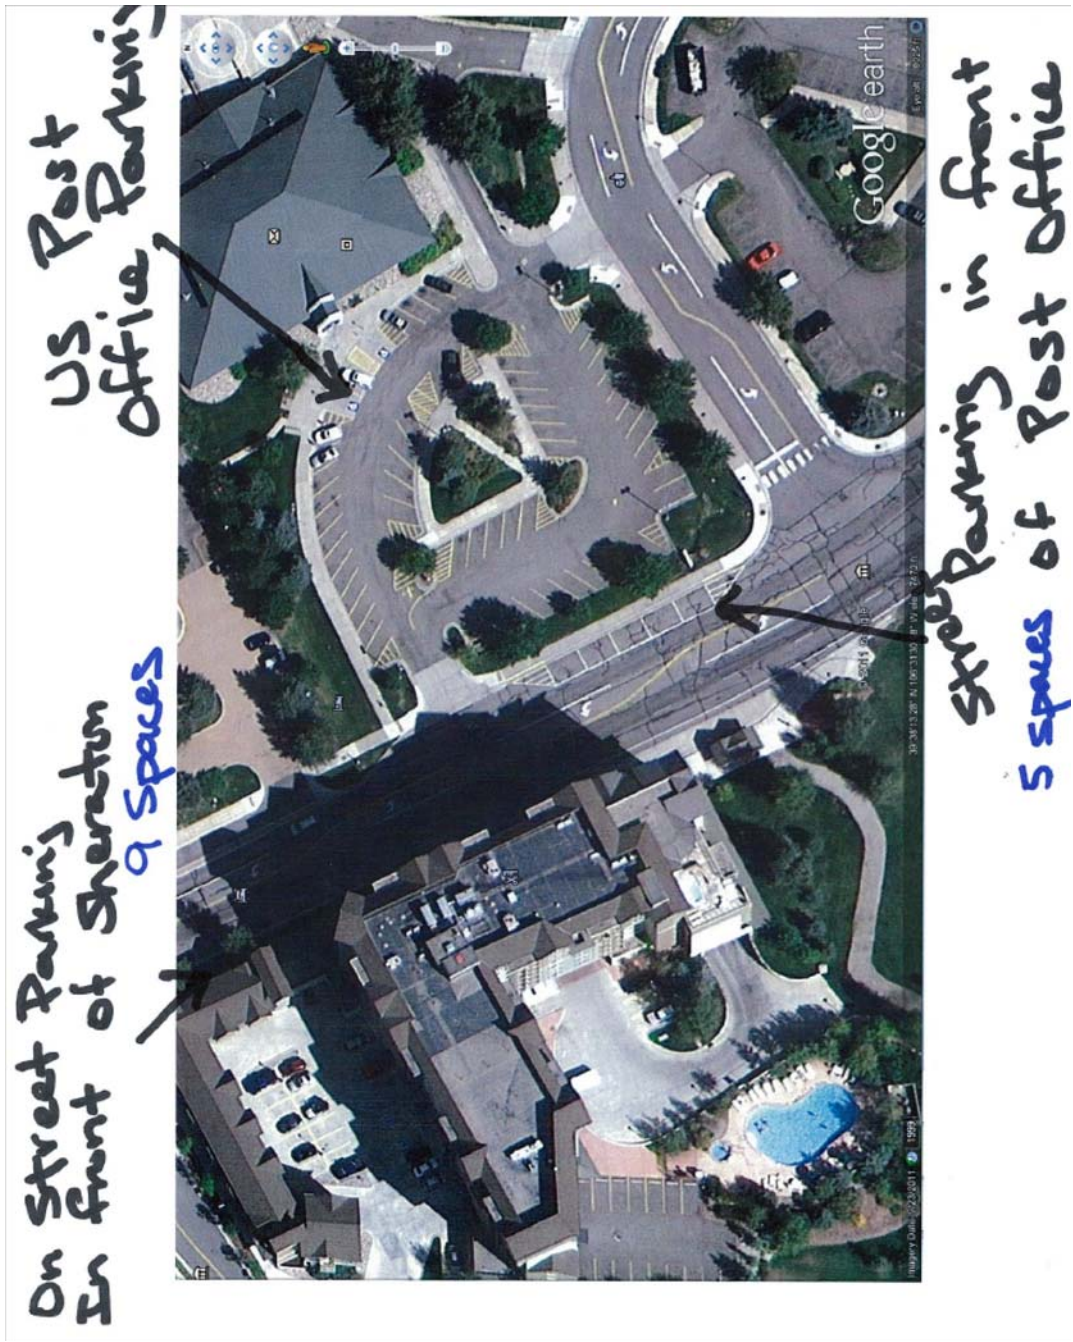 US Post
Office Parking
On Street Parking
In front of Sheraton
9 Spaces
Street Parking in front
of Post Office
5 spaces
Google earth